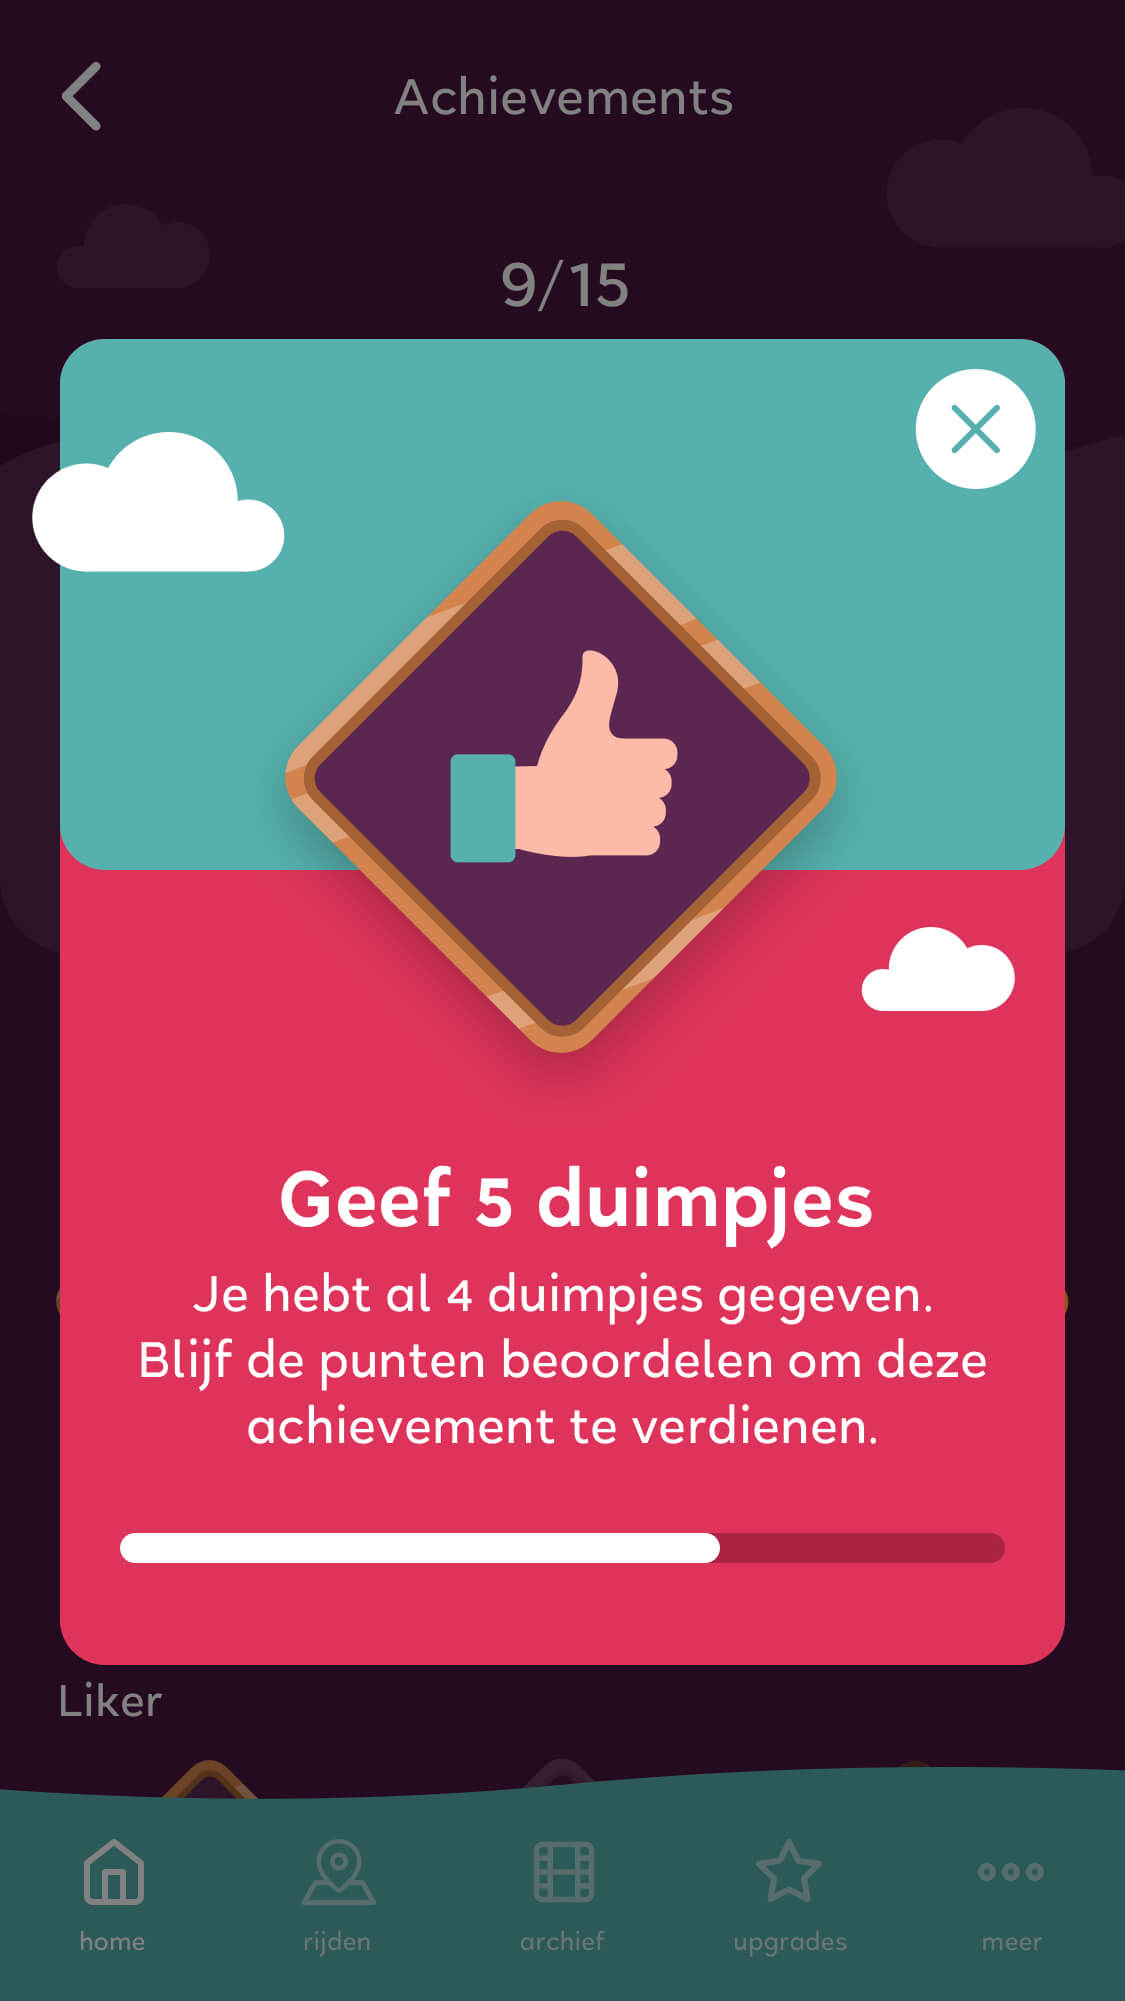 Achievements
9/15
Geef 5 duimpjes
Je hebt al 4 duimpjes gegeven.
Blijf de punten beoordelen om deze
achievement te verdienen.
Liker
home
rijden
archief
upgrades
meer